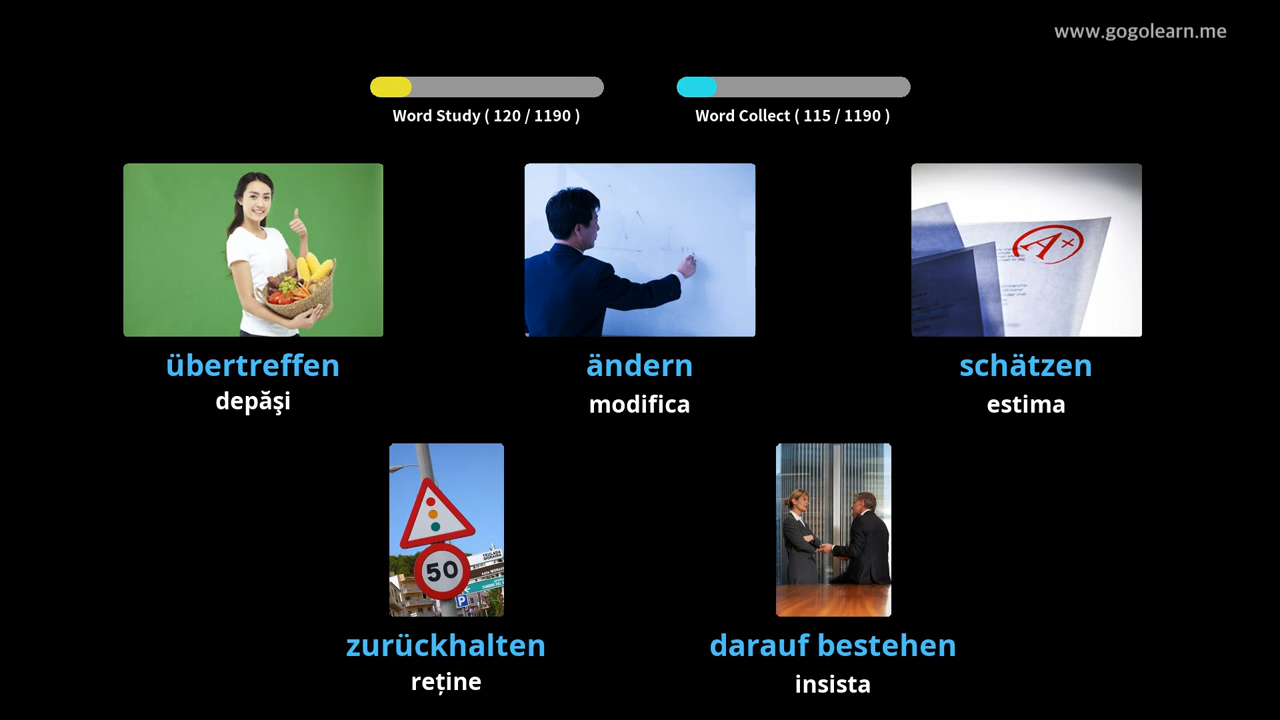 www.gogolearn.me
Word Study ( 120 / 1190 )
Word Collect ( 115 / 1190 )
A+
übertreffen
ändern
schätzen
depăşi
modifica
estima
50
P
zurückhalten
darauf bestehen
reține
insista